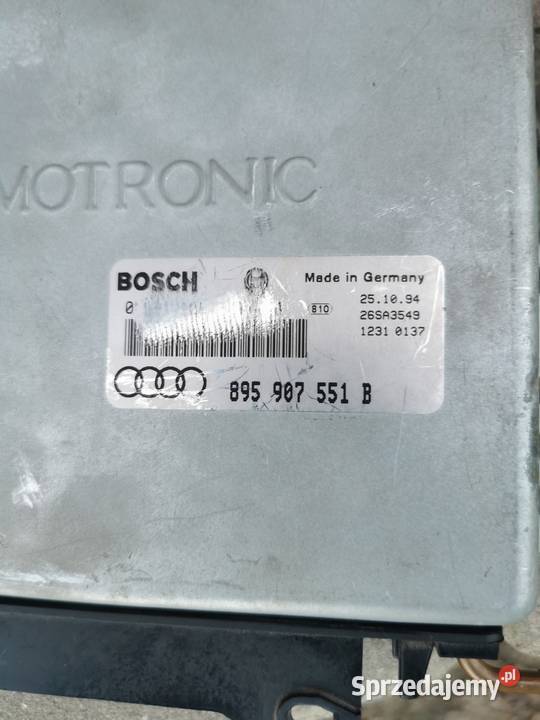 MOTRONIC
BOSCH
Made in Germany
0
810
25.10.94
26SA3549
1231 0137
895 907 551 B
Sprzedajemy.pl